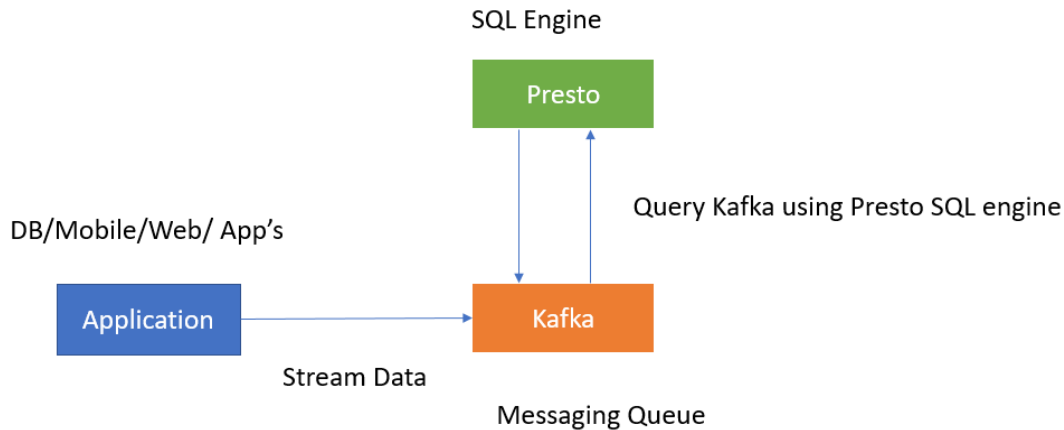 SQL Engine
Presto
Query Kafka using Presto SQL engine
DB/Mobile/Web/ App's
Application
Kafka
Stream Data
Messaging Queue